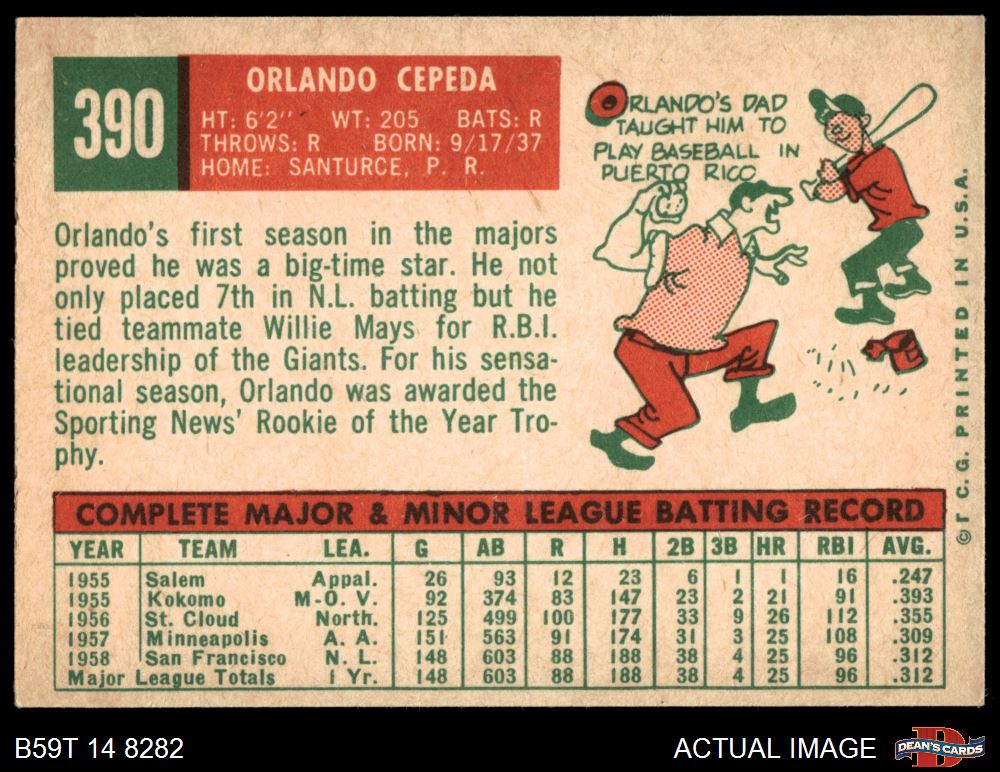 390
ORLANDO CEPEDA
HT: 6'2" WT: 205 BATS: R
THROWS: R BORN: 9/17/37
HOME: SANTURCE, P. R.
Orlando's first season in the majors
proved he was a big-time star. He not
only placed 7th in N.L. batting but he
tied teammate Willie Mays for R.B.I.
leadership of the Giants. For his sensa-
tional season, Orlando was awarded the
Sporting News' Rookie of the Year Tro-
phy.
ORLANDO'S DAD
TAUGHT HIM TO
PLAY BASEBALL IN
PUERTO RICO
© T. C. G. PRINTED IN U.S.A.
COMPLETE MAJOR & MINOR LEAGUE BATTING RECORD
YEAR TEAM LEA. G AB R H 2B 3B HR RBI AVG.
1955 Salem Appal. 26 93 12 23 6 1 1 16 .247
1955 Kokomo M-O. V. 92 374 83 147 23 2 21 91 .393
1956 St. Cloud North. 125 499 100 177 33 9 26 112 .355
1957 Minneapolis A. A. 151 563 91 174 31 3 25 108 .309
1958 San Francisco N. L. 148 603 88 188 38 4 25 96 .312
Major League Totals 1 Yr. 148 603 88 188 38 4 25 96 .312
B59T 14 8282
ACTUAL IMAGE
DEAN'S CARDS